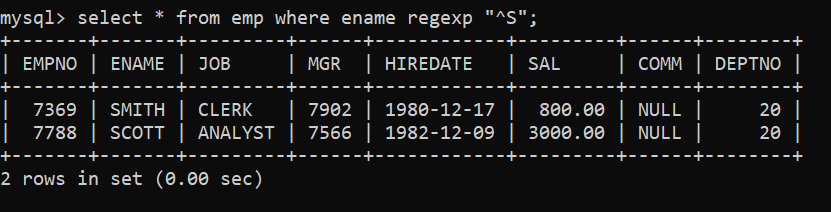 mysql> select * from emp where ename regexp "^S";
+-------+-------+---------+------+------------+---------+------+--------+
| EMPNO | ENAME | JOB     | MGR  | HIREDATE   | SAL     | COMM | DEPTNO |
+-------+-------+---------+------+------------+---------+------+--------+
|  7369 | SMITH | CLERK   | 7902 | 1980-12-17 |  800.00 | NULL |     20 |
|  7788 | SCOTT | ANALYST | 7566 | 1982-12-09 | 3000.00 | NULL |     20 |
+-------+-------+---------+------+------------+---------+------+--------+
2 rows in set (0.00 sec)